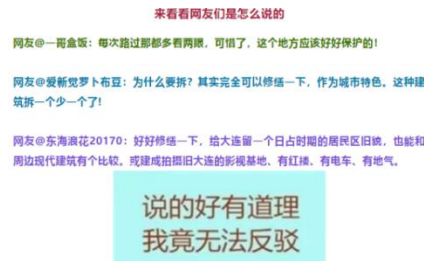 来看看网友们是怎么说的
网友@一哥盒饭：每次路过那都多看两眼，可惜了，这个地方应该好好保护的！
网友@爱新觉罗卜布豆：为什么要拆？其实完全可以修缮一下，作为城市特色。这种建
筑拆一个少一个了！
网友@东海浪花20170：好好修缮一下，给大连留一个日占时期的居民区旧貌，也能和
周边现代建筑有个比较。或建成拍摄旧大连的影视基地、有红搂、有电车、有地气。
说的好有道理
我竟无法反驳